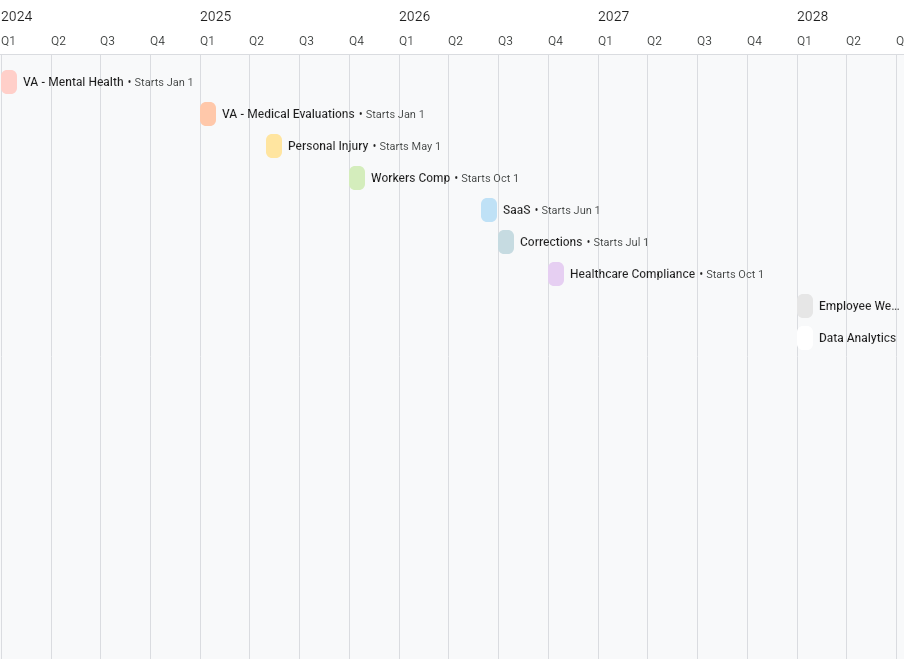 2024 2025 2026 2027 2028
Q1 Q2 Q3 Q4 Q1 Q2 Q3 Q4 Q1 Q2 Q3 Q4 Q1 Q2 Q3 Q4 Q1 Q2 Q
VA - Mental Health • Starts Jan 1
VA - Medical Evaluations • Starts Jan 1
Personal Injury • Starts May 1
Workers Comp • Starts Oct 1
SaaS • Starts Jun 1
Corrections • Starts Jul 1
Healthcare Compliance • Starts Oct 1
Employee We...
Data Analytics